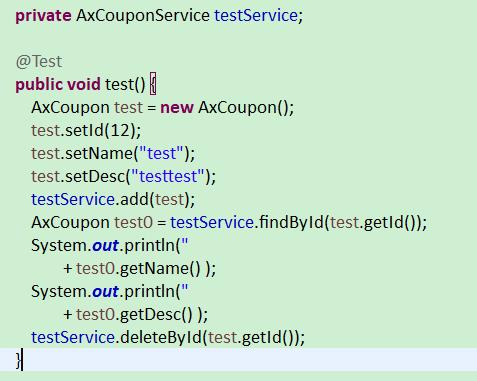 private AxCouponService testService;
@Test
public void test() {
AxCoupon test = new AxCoupon();
test.setId(12);
test.setName("test");
test.setDesc("testtest");
testService.add(test);
AxCoupon test0 = testService.findById(test.getId());
System.out.println("
+ test0.getName() );
System.out.println("
+ test0.getDesc() );
testService.deleteById(test.getId());
}